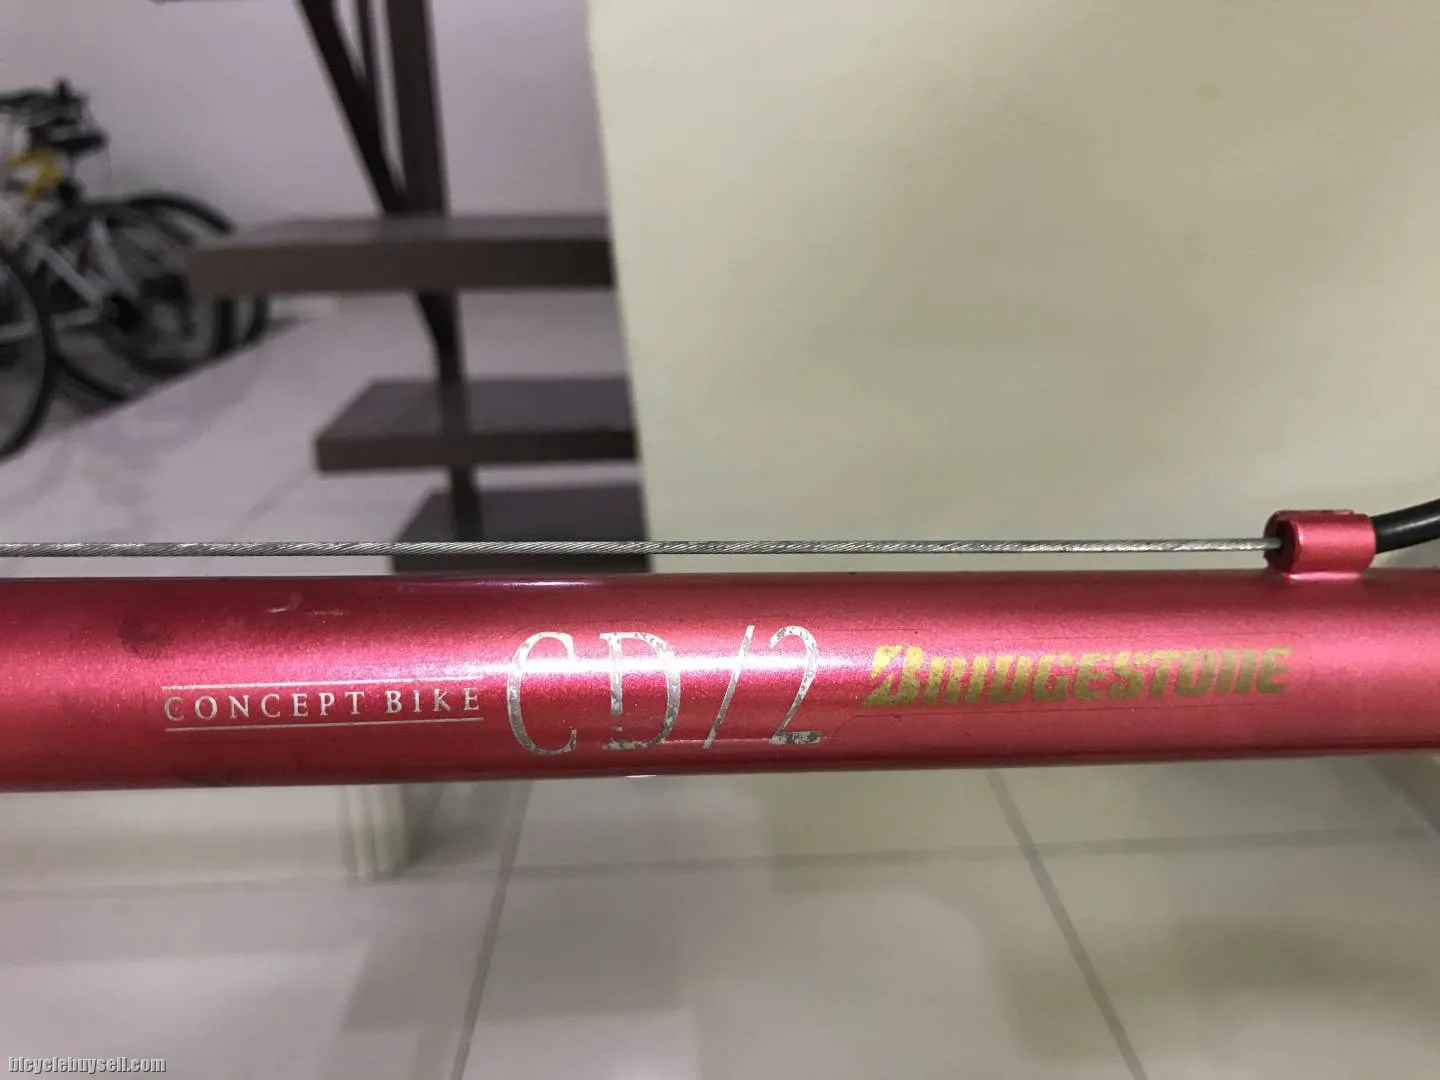 CONCEPT BIKE CD/2 BRIDGESTONE
bicyclebuysell.com